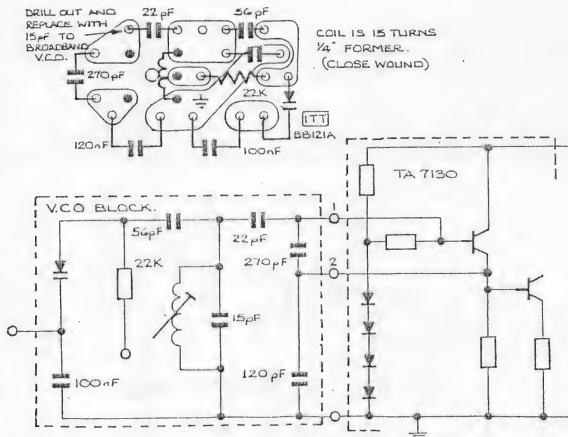 DRILL OUT AND
REPLACE WITH
15pF TO
BROADBAND
V.C.O.
22pF
56pF
COIL IS 15 TURNS
1/4" FORMER.
(CLOSE WOUND)
270pF
22K
ITT
BB121A
120nF
100nF
V.C.O BLOCK.
56pF
22pF
1
TA 7130
270pF
2
22K
15pF
100nF
120pF